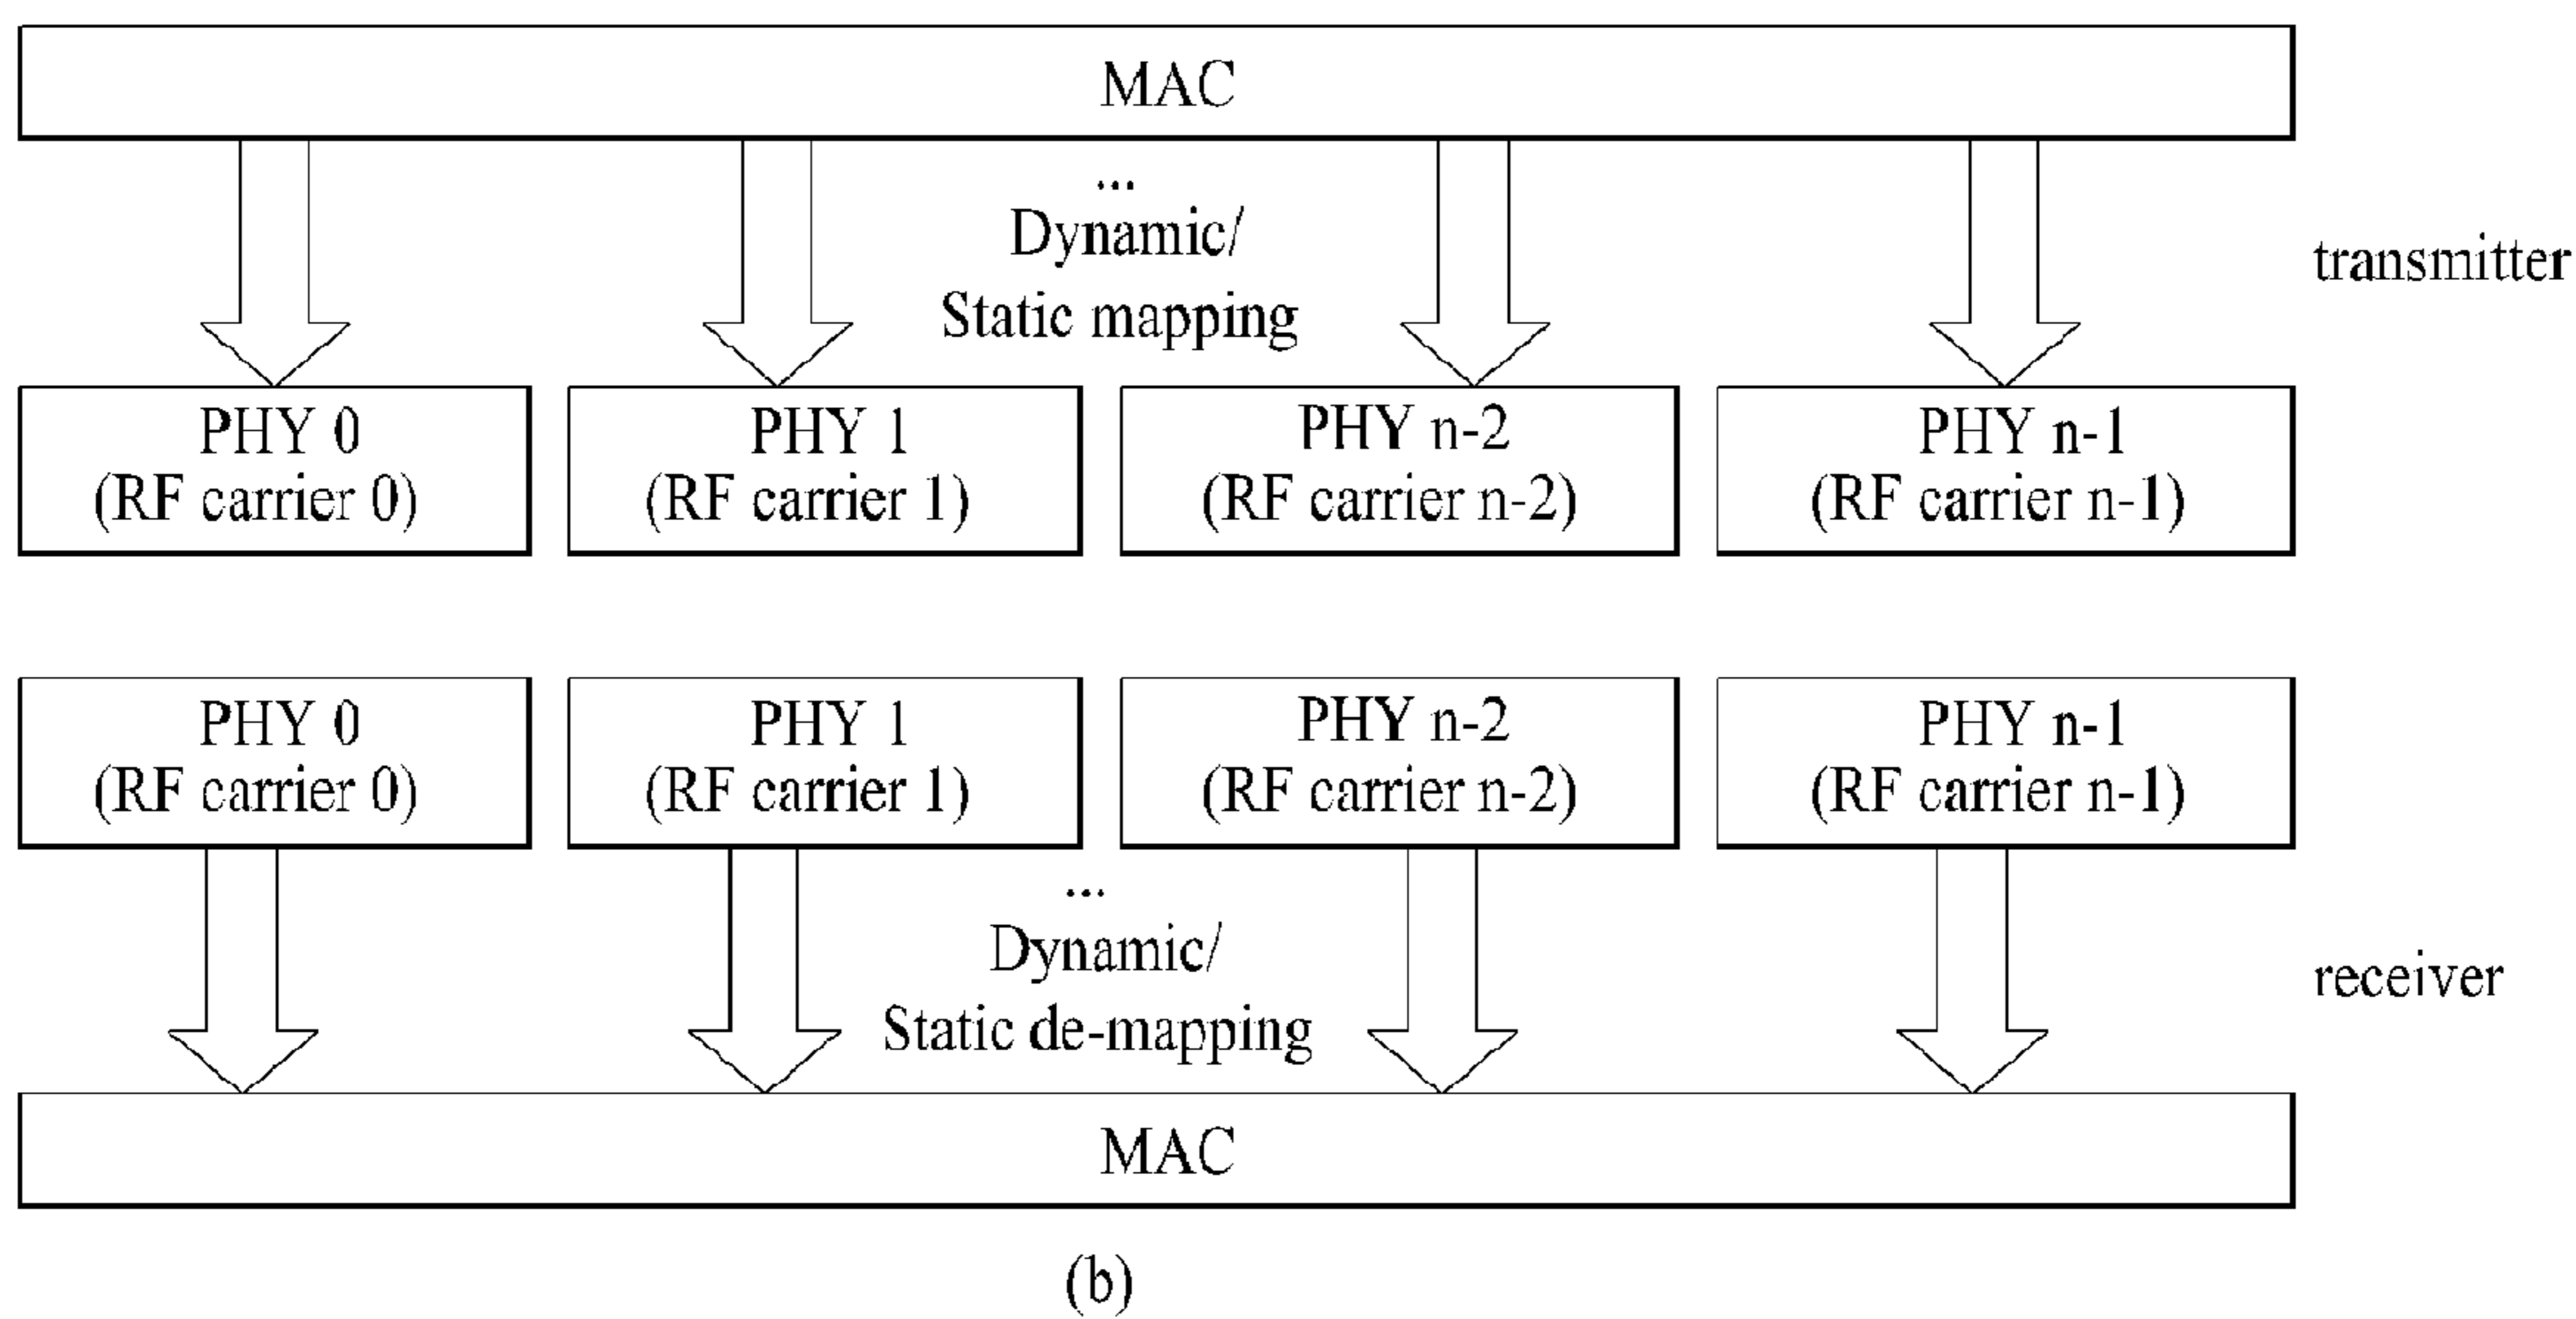 MAC
...
Dynamic/
Static mapping
transmitter
PHY 0
(RF carrier 0)
PHY 1
(RF carrier 1)
PHY n-2
(RF carrier n-2)
PHY n-1
(RF carrier n-1)
PHY 0
(RF carrier 0)
PHY 1
(RF carrier 1)
PHY n-2
(RF carrier n-2)
PHY n-1
(RF carrier n-1)
...
Dynamic/
Static de-mapping
receiver
MAC
(b)